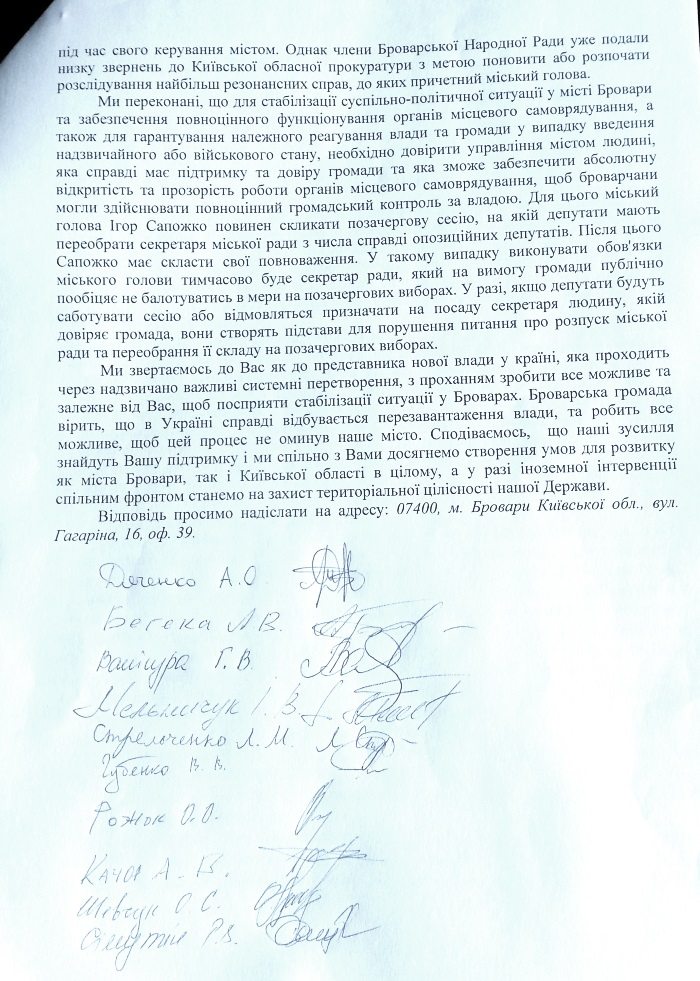 під час свого керування містом. Однак члени Броварської Народної Ради уже подали
низку звернень до Київської обласної прокуратури з метою поновити або розпочати
розслідування найбільш резонансних справ, до яких причетний міський голова.
Ми переконані, що для стабілізації суспільно-політичної ситуації у місті Бровари
та забезпечення повноцінного функціонування органів місцевого самоврядування, а
також для гарантування належного реагування влади та громади у випадку введення
надзвичайного або військового стану, необхідно довірити управління містом людині,
яка справді має підтримку та довіру громади та яка зможе забезпечити абсолютну
відкритість та прозорість роботи органів місцевого самоврядування, щоб броварчани
могли здійснювати повноцінний громадський контроль за владою. Для цього міський
голова Ігор Сапожко повинен скликати позачергову сесію, на якій депутати мають
переобрати секретаря міської ради з числа справді опозиційних депутатів. Після цього
Сапожко має скласти свої повноваження. У такому випадку виконувати обов'язки
міського голови тимчасово буде секретар ради, який на вимогу громади публічно
пообіцяє не балотуватись в мери на позачергових виборах. У разі, якщо депутати будуть
саботувати сесію або відмовляться призначати на посаду секретаря людину, якій
довіряє громада, вони створять підстави для порушення питання про розпуск міської
ради та переобрання її складу на позачергових виборах.
Ми звертаємось до Вас як до представника нової влади у країні, яка проходить
через надзвичано важливі системні перетворення, з проханням зробити все можливе та
залежне від Вас, щоб посприяти стабілізації ситуації у Броварах. Броварська громада
вірить, що в Україні справді відбувається перезавантаження влади, та робить все
можливе, щоб цей процес не оминув наше місто. Сподіваємось, що наші зусилля
знайдуть Вашу підтримку і ми спільно з Вами досягнемо створення умов для розвитку
як міста Бровари, так і Київської області в цілому, а у разі іноземної інтервенції
спільним фронтом станемо на захист територіальної цілісності нашої Держави.
Відповідь просимо надіслати на адресу: 07400, м. Бровари Київської обл., вул.
Гагаріна, 16, оф. 39.
Дяченко А.О
Бегека Л.В.
Г.В.
Мельничук І.В
Стрельченко Л.М.
Губенко В.В.
Рожок О.О.
А.В.
Шевчук О.С.
Р.В.